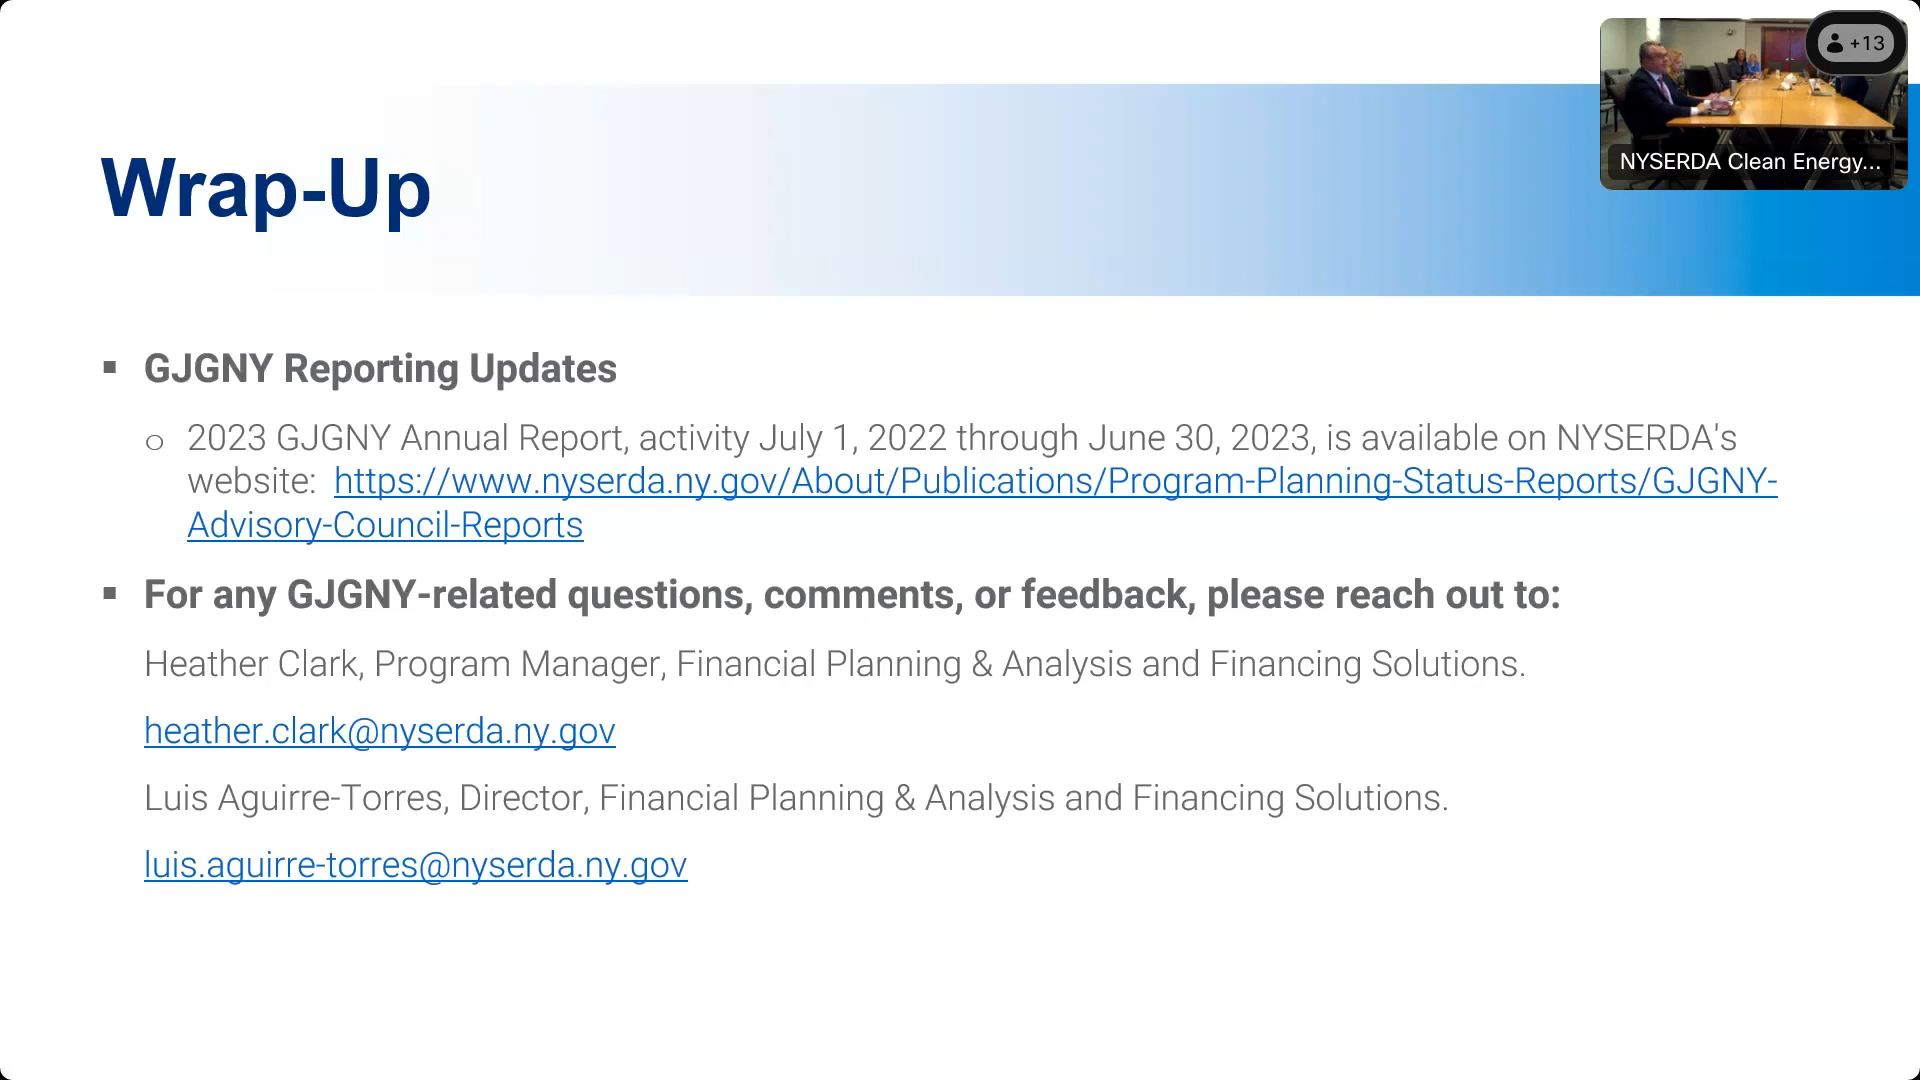 +13
NYSERDA Clean Energy...
Wrap-Up
▪ GJGNY Reporting Updates
o 2023 GJGNY Annual Report, activity July 1, 2022 through June 30, 2023, is available on NYSERDA's
website: https://www.nyserda.ny.gov/About/Publications/Program-Planning-Status-Reports/GJGNY-
Advisory-Council-Reports
▪ For any GJGNY-related questions, comments, or feedback, please reach out to:
Heather Clark, Program Manager, Financial Planning & Analysis and Financing Solutions.
heather.clark@nyserda.ny.gov
Luis Aguirre-Torres, Director, Financial Planning & Analysis and Financing Solutions.
luis.aguirre-torres@nyserda.ny.gov